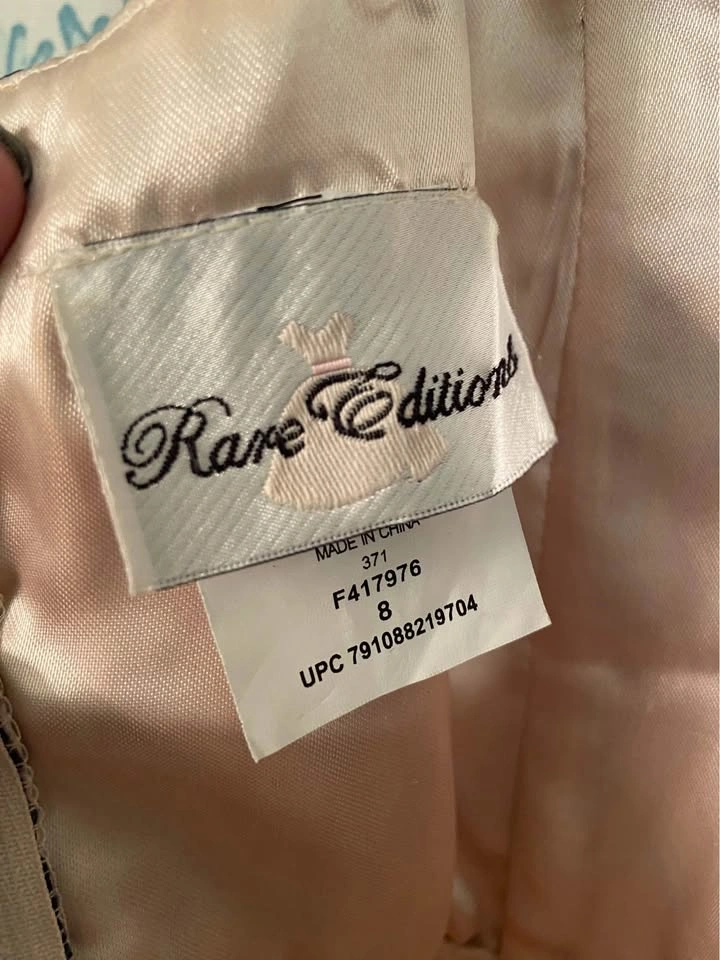 Rare Editions
MADE IN CHINA
371
F417976
8
UPC 791088219704